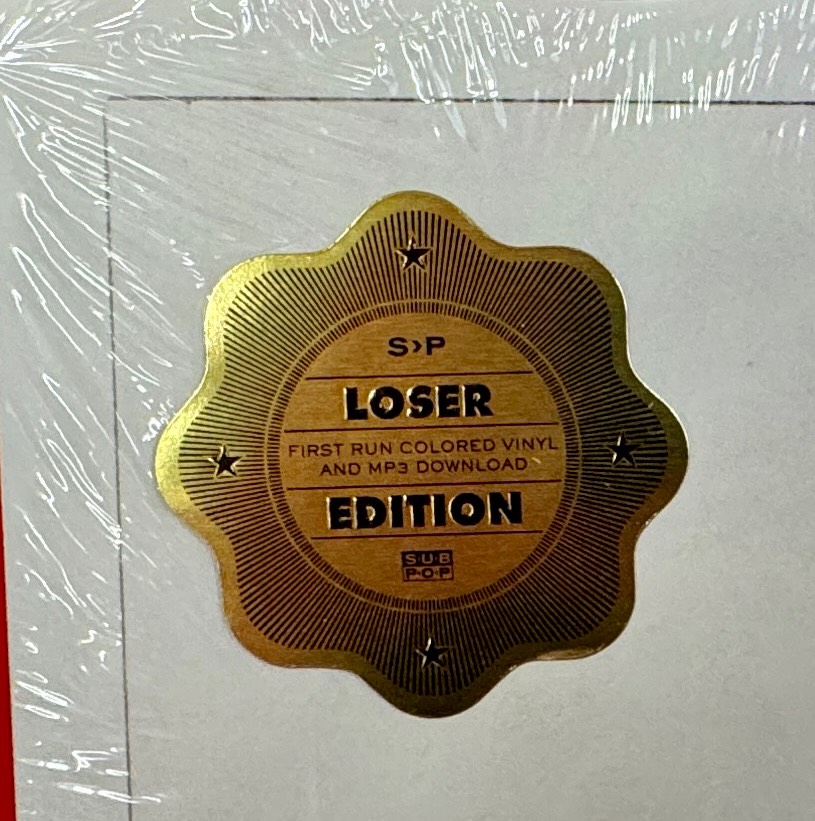 S›P
LOSER
FIRST RUN COLORED VINYL
AND MP3 DOWNLOAD
EDITION
SUB
POP